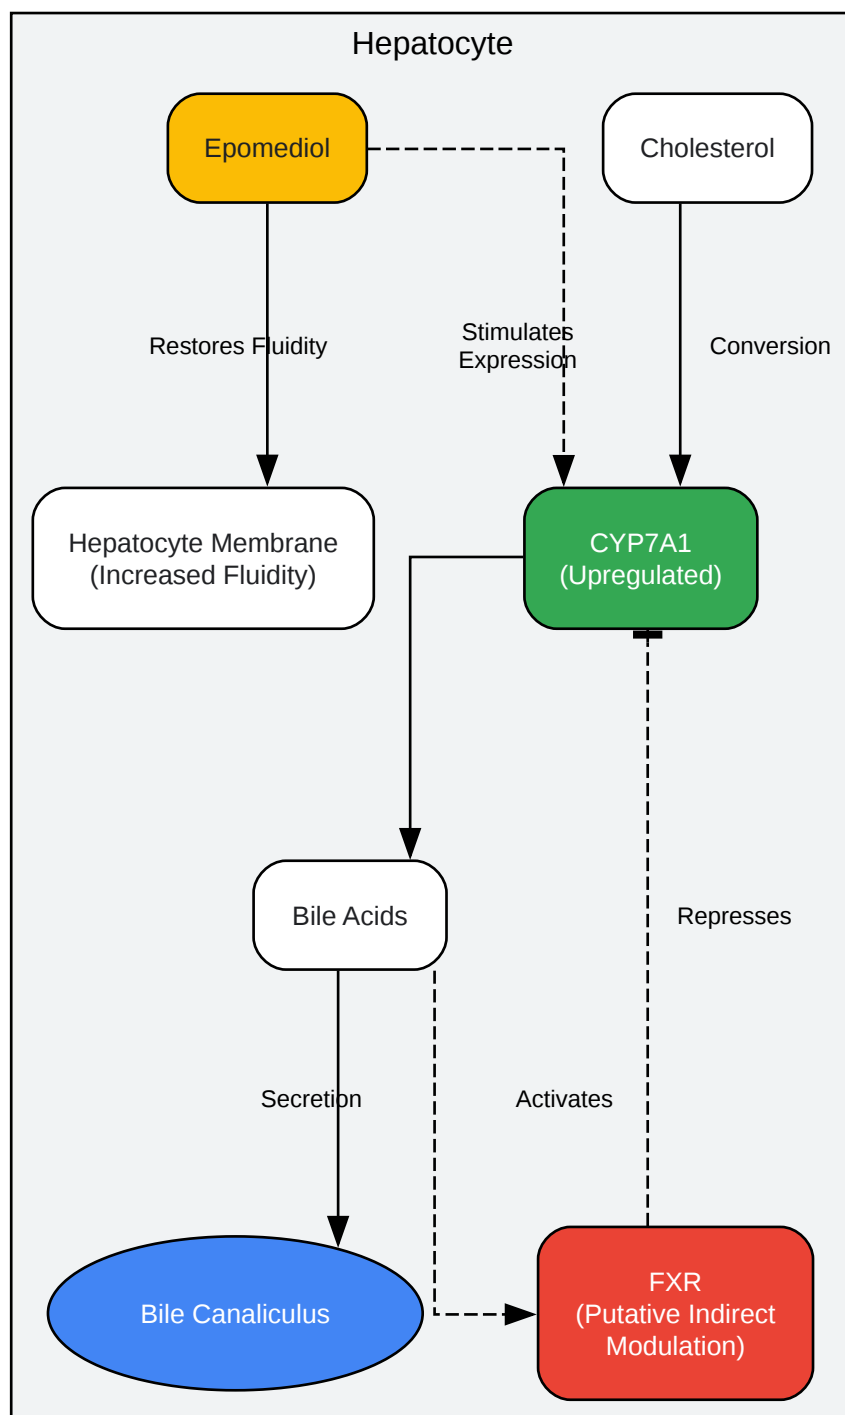 Hepatocyte
Epomediol
Cholesterol
Restores Fluidity
Stimulates
Expression
Conversion
Hepatocyte Membrane
(Increased Fluidity)
CYP7A1
(Upregulated)
Bile Acids
Represses
Secretion
Activates
Bile Canaliculus
FXR
(Putative Indirect
Modulation)